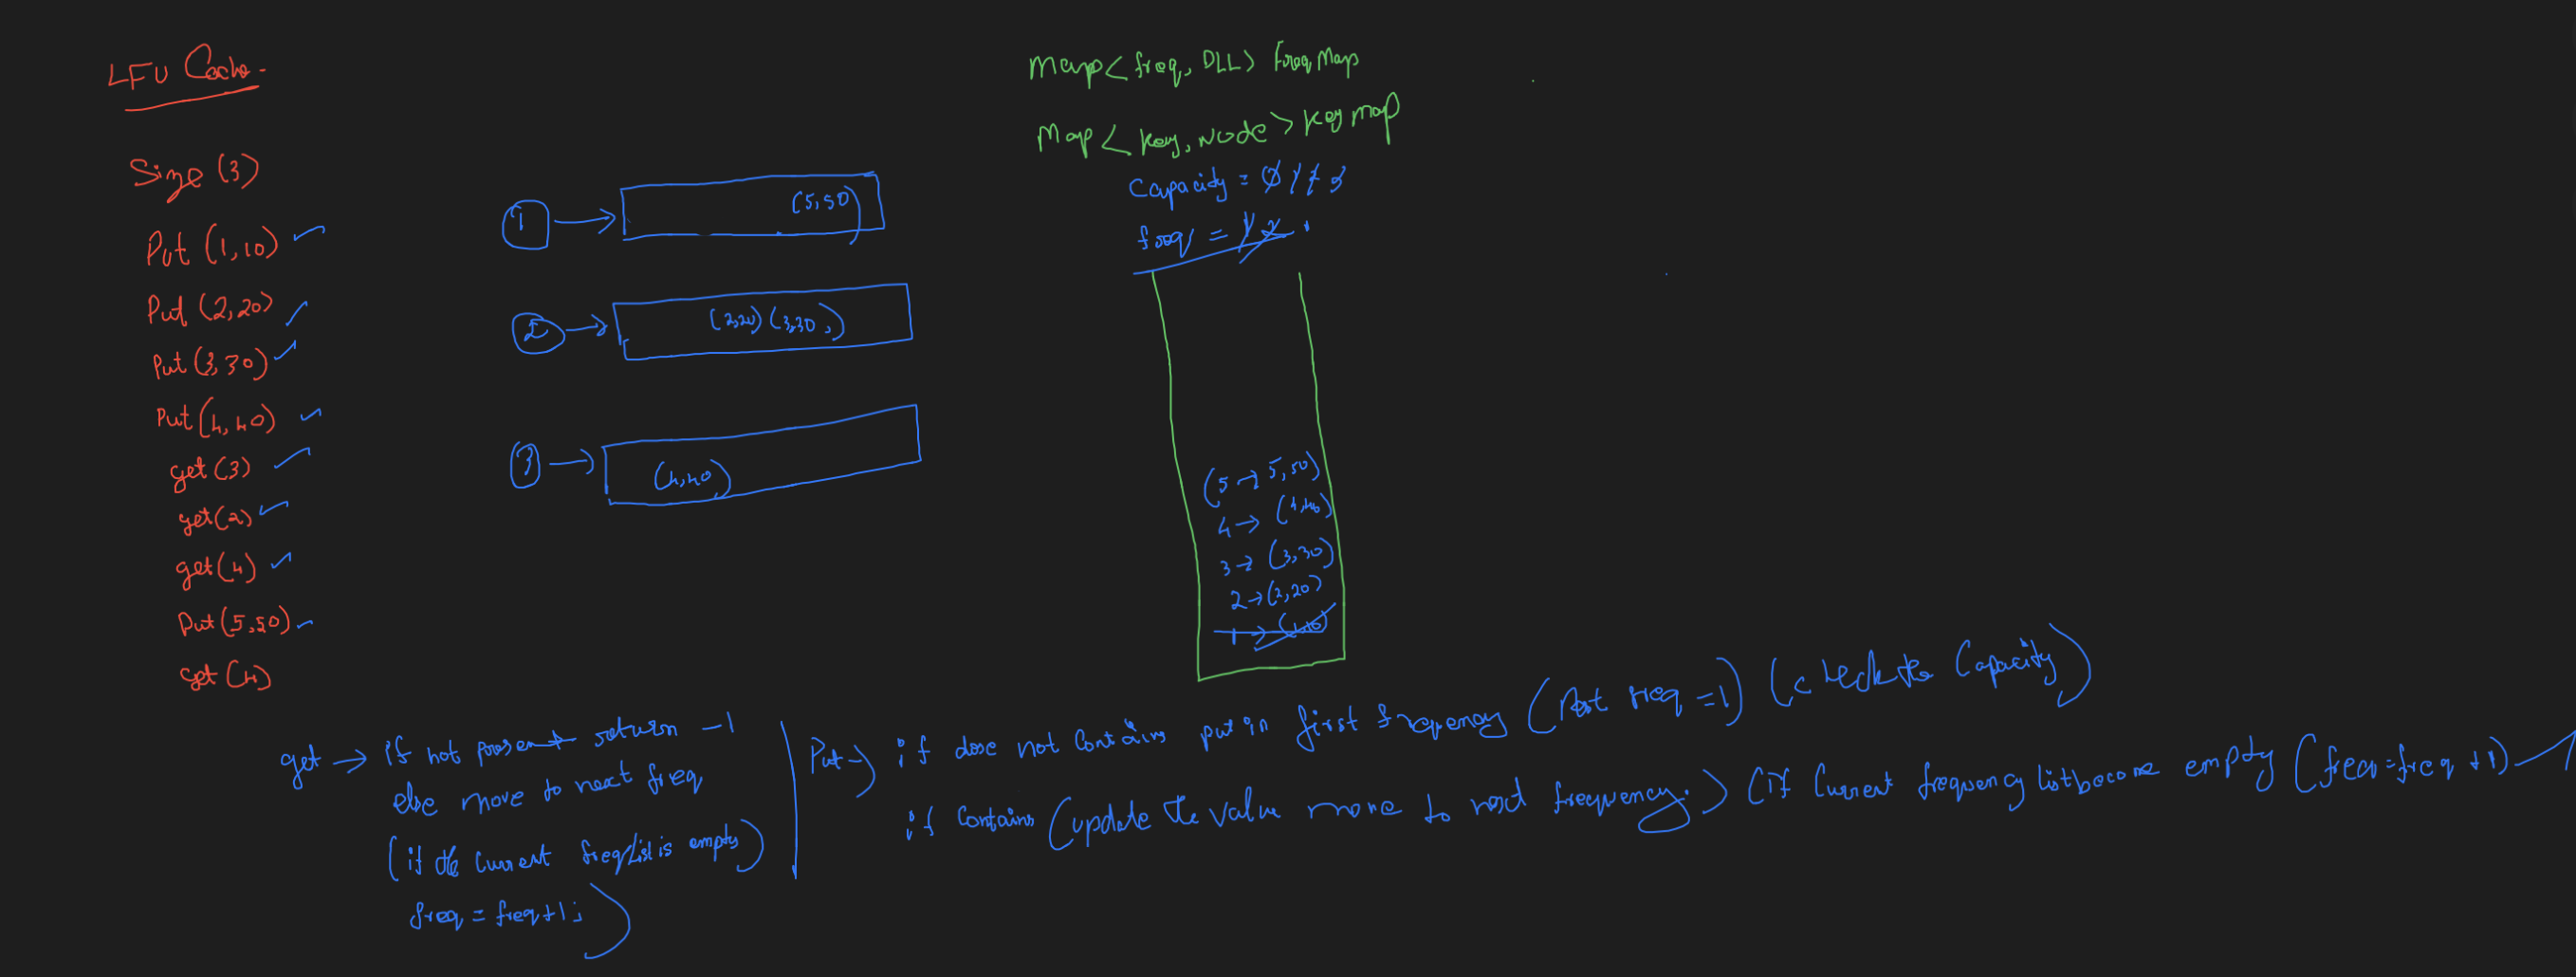 LFU Cache.
Size (3)
Put (1,10)
Put (2,20)
Put (3,30)
Put (4,40)
get (3)
get (2)
get (4)
Put (5,50)
get (4)
1 → (5,50)
2 → (2,20) (3,30)
3 → (4,40)
Map < freq, DLL > FreqMap
Map < key, Node > keymap
Capacity = 0 1 2 3
freq = 1 2 1
(5 → 5,50)
4 → (4,40)
3 → (3,30)
2 → (2,20)
1 → (1,10)
get → if not present return -1
else move to next freq
(if the current freq list is empty)
freq = freq+1;)
Put → if dose not contains put in first frequency ( freq = 1) (check the Capacity)
if contains (update the value move to next frequency.) (if Current frequency list become empty (freq = freq + 1)